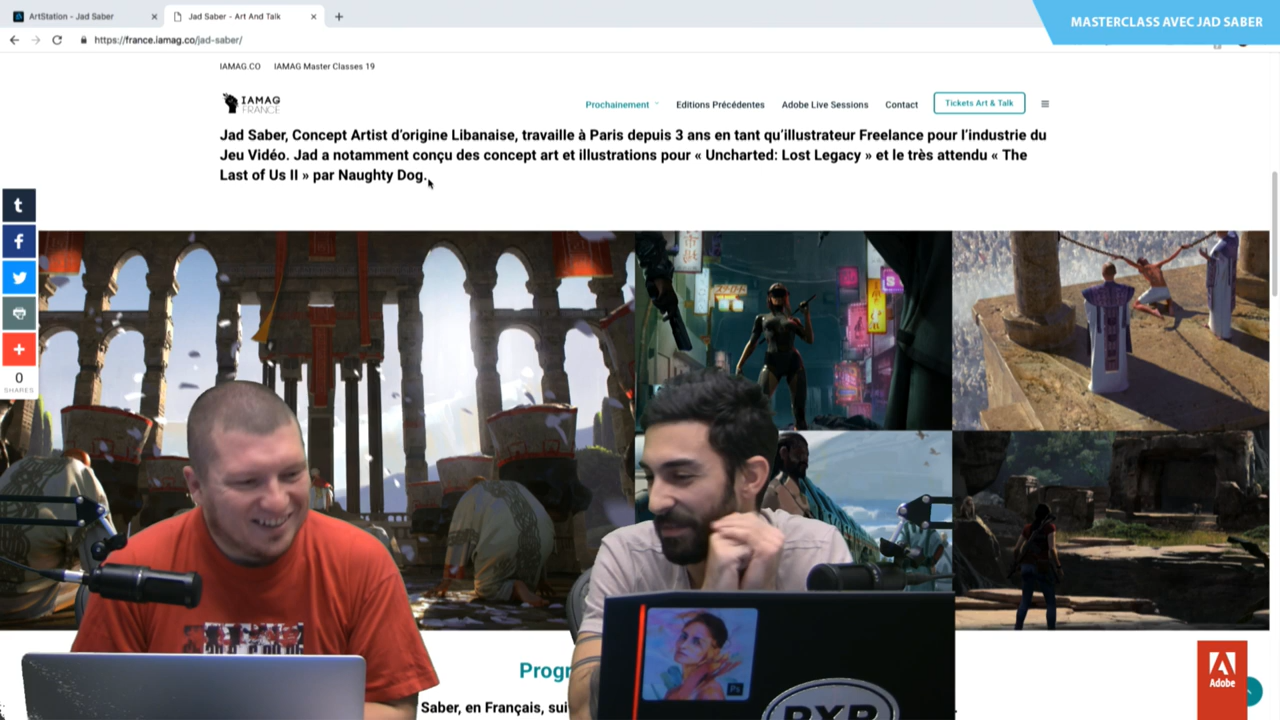 ArtStation - Jad Saber
Jad Saber - Art And Talk
MASTERCLASS AVEC JAD SABER
https://france.iamag.co/jad-saber/
IAMAG.CO IAMAG Master Classes 19
IAMAG
FRANCE
Prochainement Editions Précédentes Adobe Live Sessions Contact Tickets Art & Talk
Jad Saber, Concept Artist d’origine Libanaise, travaille à Paris depuis 3 ans en tant qu’illustrateur Freelance pour l’industrie du
Jeu Vidéo. Jad a notamment conçu des concept art et illustrations pour « Uncharted: Lost Legacy » et le très attendu « The
Last of Us II » par Naughty Dog.
0
SHARES
Progr
Saber, en Français, sui
Ps
PXP
Adobe